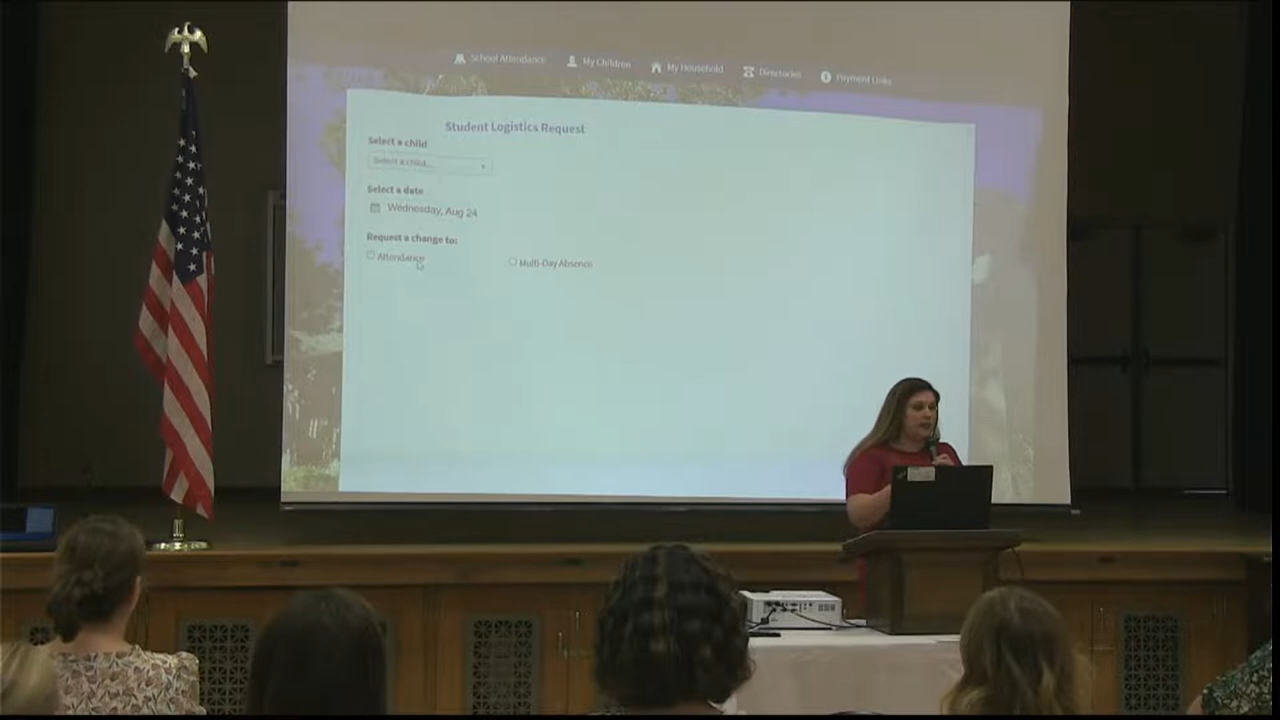 School Attendance My Children My Household Directories Payment Links
Student Logistics Request
Select a child
Select a child...
Select a date
Wednesday, Aug 24
Request a change to:
Attendance Multi-Day Absence